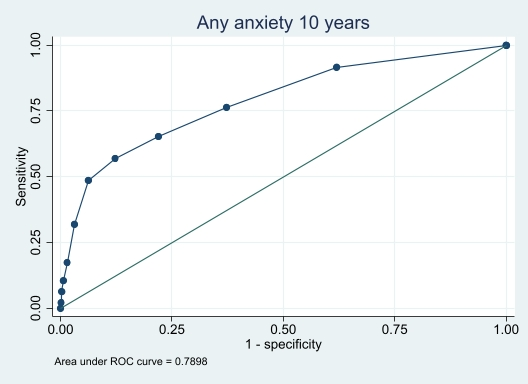 Any anxiety 10 years
Sensitivity
1.00
0.75
0.50
0.25
0.00
0.00 0.25 0.50 0.75 1.00
1 - specificity
Area under ROC curve = 0.7898